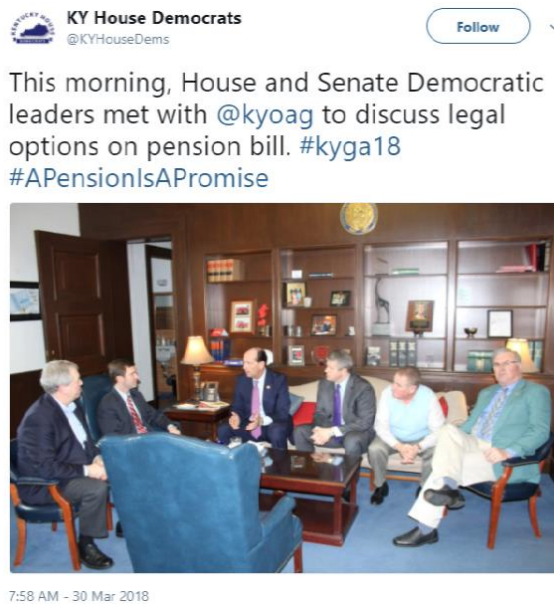 KY House Democrats
@KYHouseDems
Follow
This morning, House and Senate Democratic
leaders met with @kyoag to discuss legal
options on pension bill. #kyga18
#APensionIsAPromise
7:58 AM - 30 Mar 2018